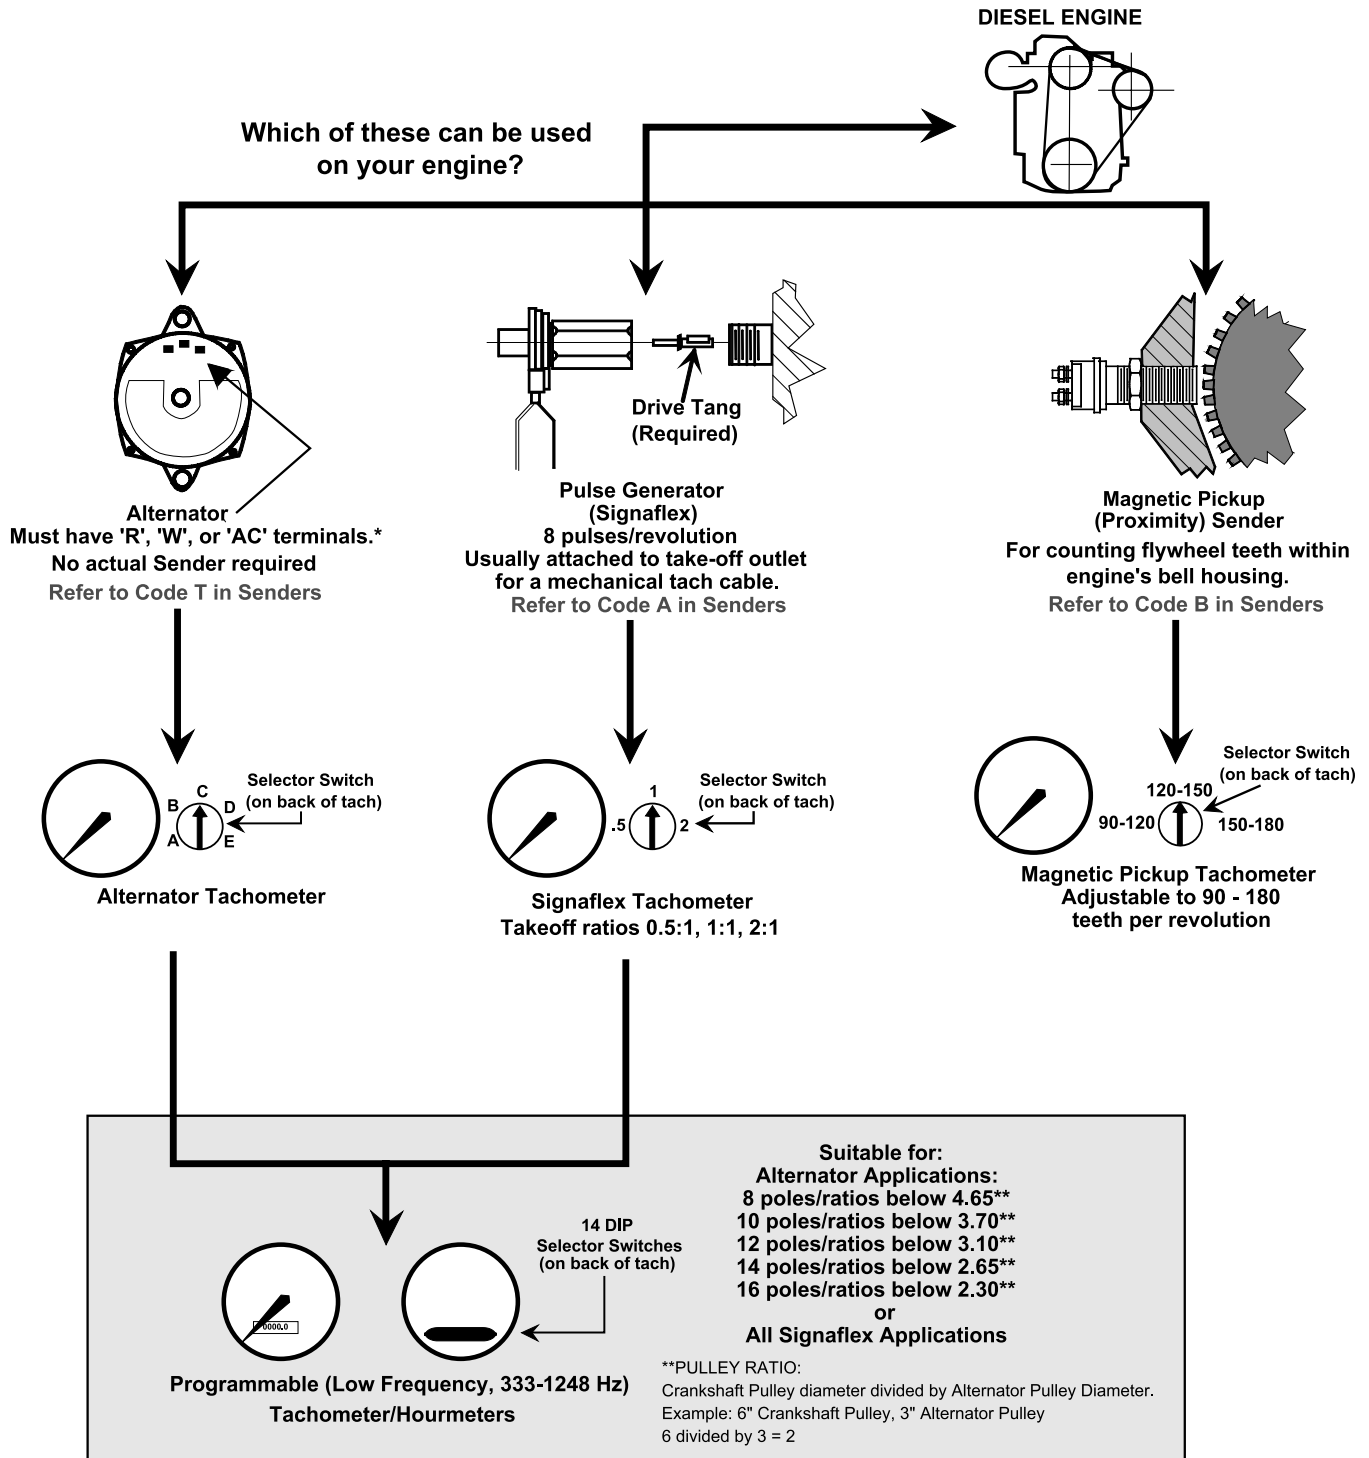 DIESEL ENGINE
Which of these can be used
on your engine?
Alternator
Must have 'R', 'W', or 'AC' terminals.*
No actual Sender required
Refer to Code T in Senders
Drive Tang
(Required)
Pulse Generator
(Signaflex)
8 pulses/revolution
Usually attached to take-off outlet
for a mechanical tach cable.
Refer to Code A in Senders
Magnetic Pickup
(Proximity) Sender
For counting flywheel teeth within
engine's bell housing.
Refer to Code B in Senders
A
B
C
D
E
Selector Switch
(on back of tach)
Alternator Tachometer
.5
1
2
Selector Switch
(on back of tach)
Signaflex Tachometer
Takeoff ratios 0.5:1, 1:1, 2:1
90-120
120-150
150-180
Selector Switch
(on back of tach)
Magnetic Pickup Tachometer
Adjustable to 90 - 180
teeth per revolution
0000.0
14 DIP
Selector Switches
(on back of tach)
Programmable (Low Frequency, 333-1248 Hz)
Tachometer/Hourmeters
Suitable for:
Alternator Applications:
8 poles/ratios below 4.65**
10 poles/ratios below 3.70**
12 poles/ratios below 3.10**
14 poles/ratios below 2.65**
16 poles/ratios below 2.30**
or
All Signaflex Applications
**PULLEY RATIO:
Crankshaft Pulley diameter divided by Alternator Pulley Diameter.
Example: 6" Crankshaft Pulley, 3" Alternator Pulley
6 divided by 3 = 2